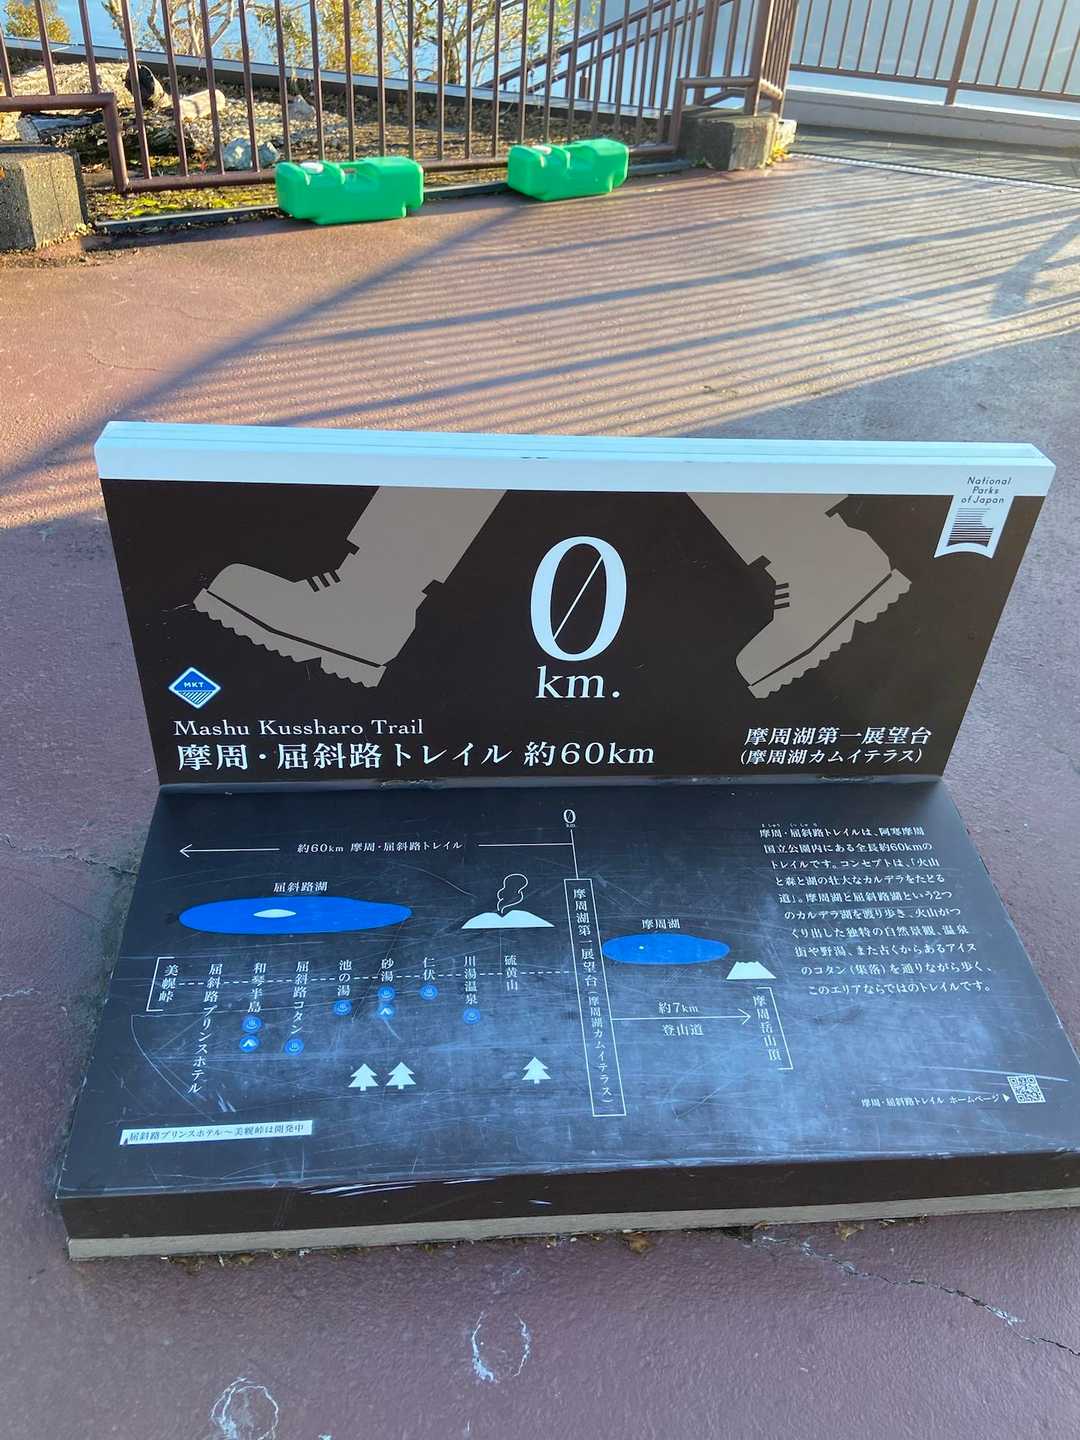 National
Parks
of Japan
0
km.
MKT
Mashu Kussharo Trail
摩周・屈斜路トレイル 約60km
摩周湖第一展望台
(摩周湖カムイテラス)
0
km.
約60km 摩周・屈斜路トレイル
屈斜路湖
摩周湖
美幌峠
屈斜路プリンスホテル
和琴半島
屈斜路コタン
池の湯
砂湯
仁伏
川湯温泉
硫黄山
摩周湖第一展望台(摩周湖カムイテラス)
約7km
登山道
摩周岳山頂
屈斜路プリンスホテル〜美幌峠は開発中
ましゅう くっしゃろ
摩周・屈斜路トレイルは、阿寒摩周
国立公園内にある全長約60kmの
トレイルです。コンセプトは、「火山
と森と湖の壮大なカルデラをたどる
道」。摩周湖と屈斜路湖という2つ
のカルデラ湖を渡り歩き、火山がつ
くり出した独特の自然景観、温泉
街や野湯、また古くからあるアイヌ
のコタン(集落)を通りながら歩く、
このエリアならではのトレイルです。
摩周・屈斜路トレイル ホームページ▶